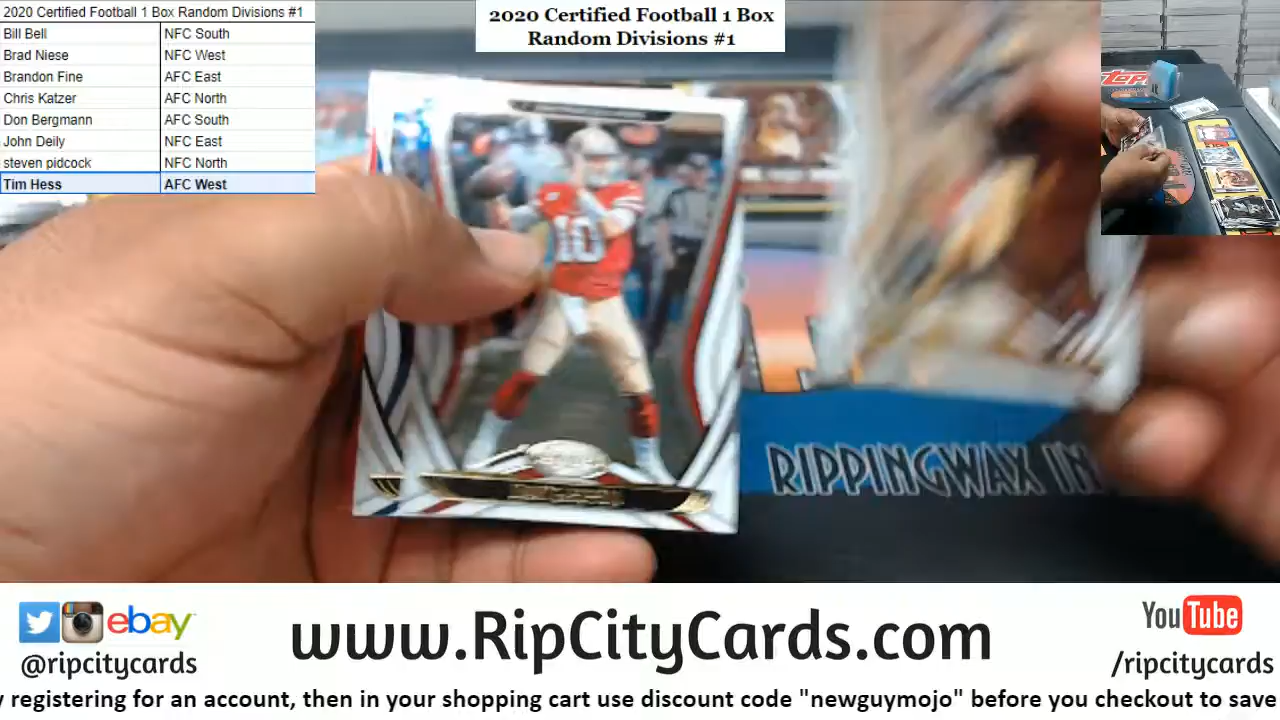 2020 Certified Football 1 Box Random Divisions #1
Bill Bell NFC South
Brad Niese NFC West
Brandon Fine AFC East
Chris Katzer AFC North
Don Bergmann AFC South
John Deily NFC East
steven pidcock NFC North
Tim Hess AFC West
2020 Certified Football 1 Box
Random Divisions #1
10
RIPPINGWAX IN
ebay
@ripcitycards
www.RipCityCards.com
YouTube
/ripcitycards
y registering for an account, then in your shopping cart use discount code "newguymojo" before you checkout to save